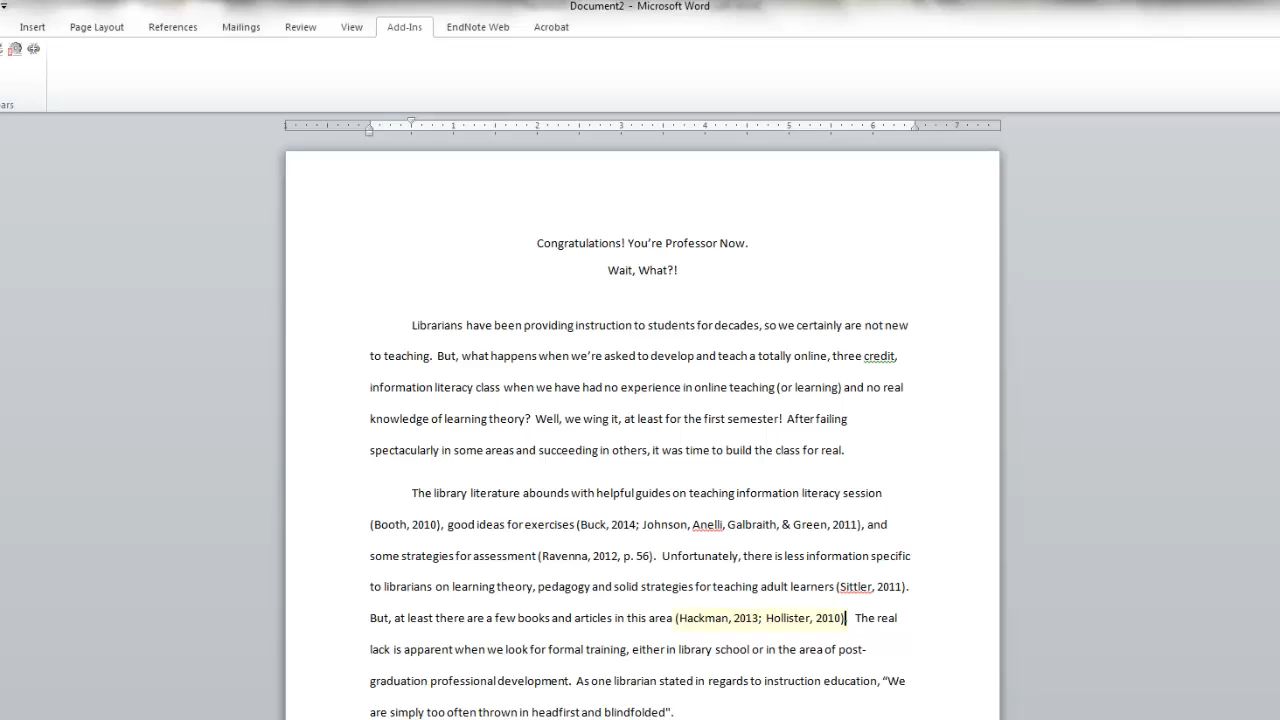 Document2 - Microsoft Word
Insert Page Layout References Mailings Review View Add-Ins EndNote Web Acrobat
ars
1 2 3 4 5 6 7
Congratulations! You’re Professor Now.
Wait, What?!
Librarians have been providing instruction to students for decades, so we certainly are not new
to teaching.  But, what happens when we’re asked to develop and teach a totally online, three credit,
information literacy class when we have had no experience in online teaching (or learning) and no real
knowledge of learning theory?  Well, we wing it, at least for the first semester!  After failing
spectacularly in some areas and succeeding in others, it was time to build the class for real.
The library literature abounds with helpful guides on teaching information literacy session
(Booth, 2010), good ideas for exercises (Buck, 2014; Johnson, Anelli, Galbraith, & Green, 2011), and
some strategies for assessment (Ravenna, 2012, p. 56).  Unfortunately, there is less information specific
to librarians on learning theory, pedagogy and solid strategies for teaching adult learners (Sittler, 2011).
But, at least there are a few books and articles in this area (Hackman, 2013; Hollister, 2010).  The real
lack is apparent when we look for formal training, either in library school or in the area of post-
graduation professional development.  As one librarian stated in regards to instruction education, “We
are simply too often thrown in headfirst and blindfolded".